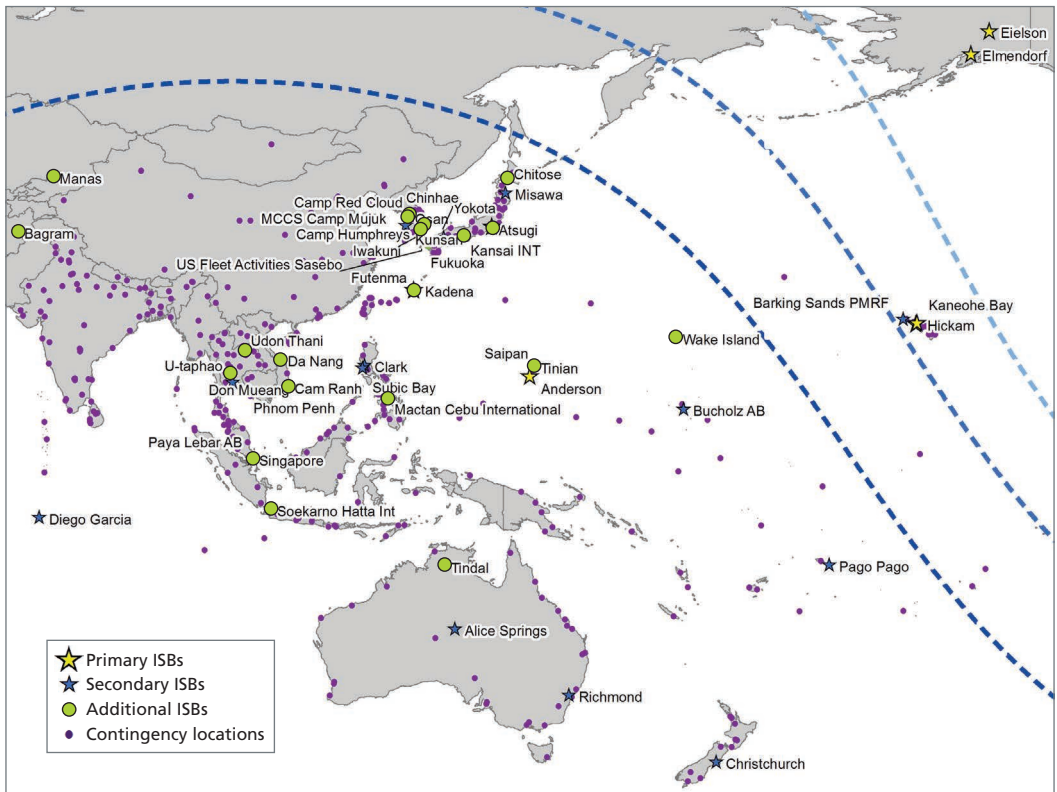 Eielson
Elmendorf
Manas
Chitose
Misawa
Camp Red Cloud
Chinhae
Yokota
MCCS Camp Mujuk
Osan
Atsugi
Bagram
Camp Humphreys
Kunsan
Kansai INT
Iwakuni
US Fleet Activities Sasebo
Fukuoka
Futenma
Kadena
Barking Sands PMRF
Kaneohe Bay
Hickam
Wake Island
Udon Thani
Da Nang
U-taphao
Clark
Saipan
Tinian
Anderson
Don Mueang
Cam Ranh
Subic Bay
Phnom Penh
Mactan Cebu International
Bucholz AB
Paya Lebar AB
Singapore
Soekarno Hatta Int
Diego Garcia
Tindal
Pago Pago
Alice Springs
Richmond
Christchurch
Primary ISBs
Secondary ISBs
Additional ISBs
Contingency locations